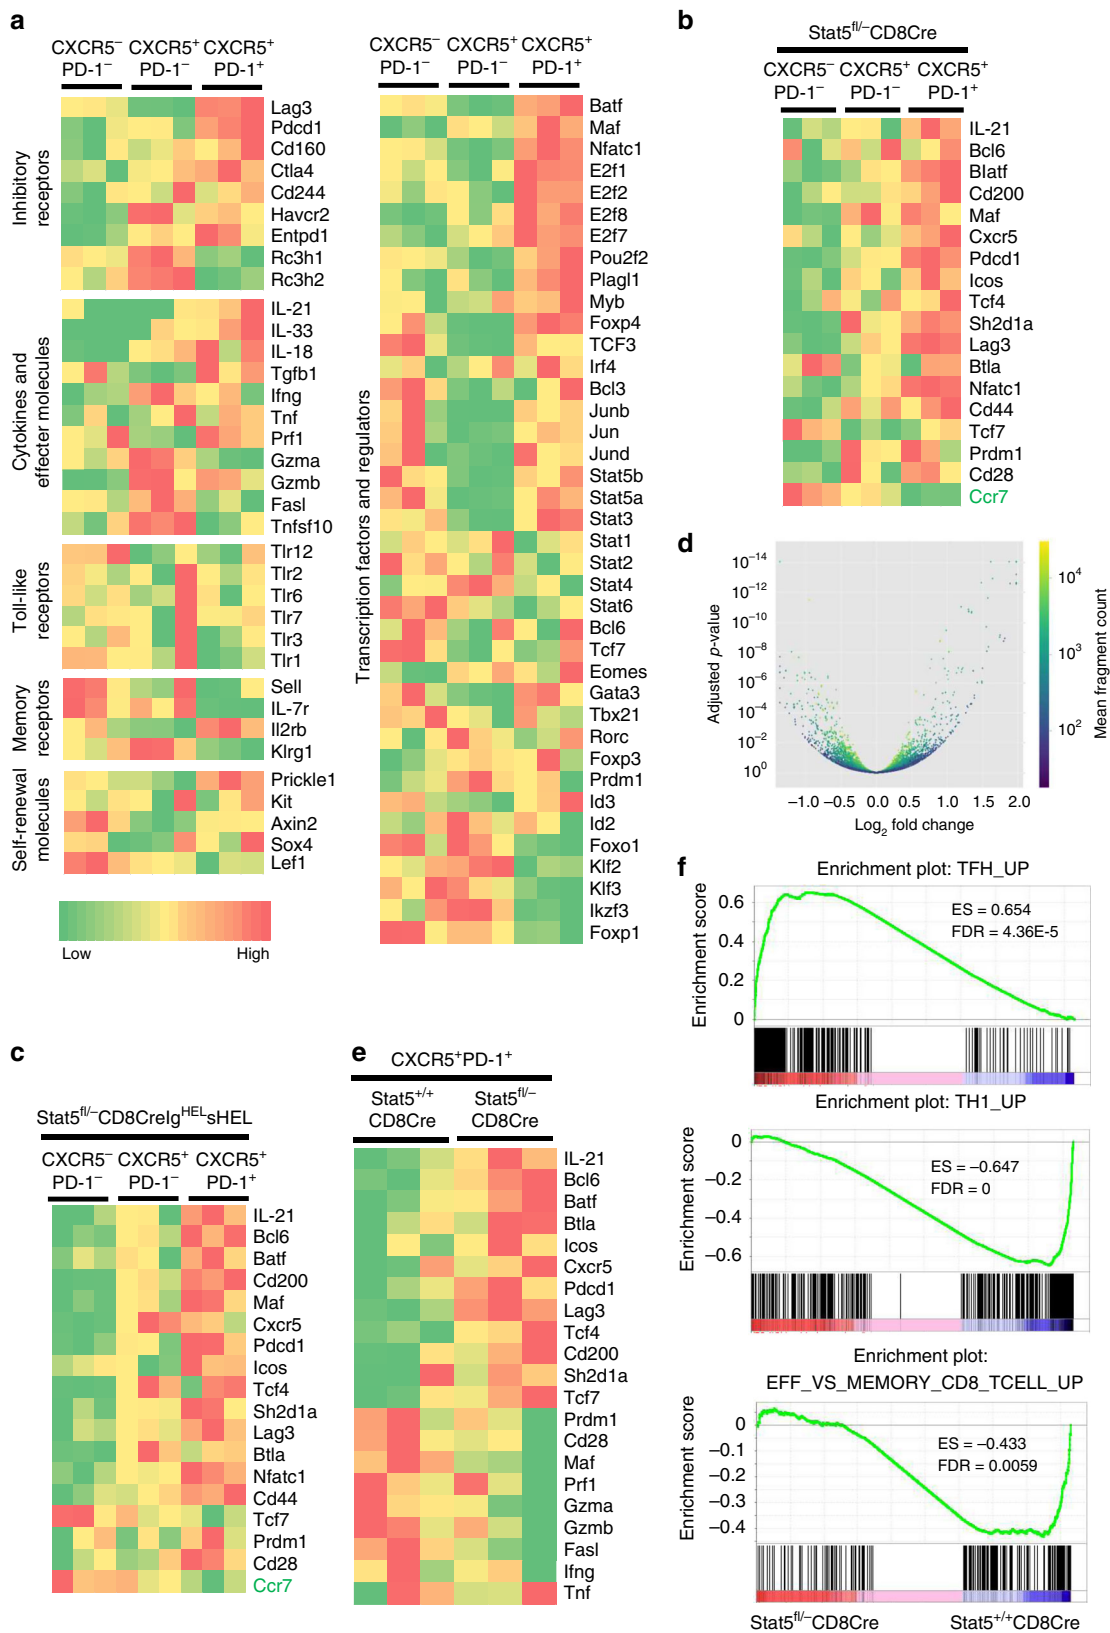 a
CXCR5⁻ CXCR5⁺ CXCR5⁺
PD-1⁻ PD-1⁻ PD-1⁺
Inhibitory
receptors
Lag3
Pdcd1
Cd160
Ctla4
Cd244
Havcr2
Entpd1
Rc3h1
Rc3h2
Cytokines and
effecter molecules
IL-21
IL-33
IL-18
Tgfb1
Ifng
Tnf
Prf1
Gzma
Gzmb
Fasl
Tnfsf10
Toll-like
receptors
Tlr12
Tlr2
Tlr6
Tlr7
Tlr3
Tlr1
Memory
receptors
Sell
IL-7r
Il2rb
Klrg1
Self-renewal
molecules
Prickle1
Kit
Axin2
Sox4
Lef1
Low High
CXCR5⁻ CXCR5⁺ CXCR5⁺
PD-1⁻ PD-1⁻ PD-1⁺
Transcription factors and regulators
Batf
Maf
Nfatc1
E2f1
E2f2
E2f8
E2f7
Pou2f2
Plagl1
Myb
Foxp4
TCF3
Irf4
Bcl3
Junb
Jun
Jund
Stat5b
Stat5a
Stat3
Stat1
Stat2
Stat4
Stat6
Bcl6
Tcf7
Eomes
Gata3
Tbx21
Rorc
Foxp3
Prdm1
Id3
Id2
Foxo1
Klf2
Klf3
Ikzf3
Foxp1
b
Stat5ᶠˡ/⁻CD8Cre
CXCR5⁻ CXCR5⁺ CXCR5⁺
PD-1⁻ PD-1⁻ PD-1⁺
IL-21
Bcl6
Blatf
Cd200
Maf
Cxcr5
Pdcd1
Icos
Tcf4
Sh2d1a
Lag3
Btla
Nfatc1
Cd44
Tcf7
Prdm1
Cd28
Ccr7
c
Stat5ᶠˡ/⁻CD8CreIgᴴᴱᴸsHEL
CXCR5⁻ CXCR5⁺ CXCR5⁺
PD-1⁻ PD-1⁻ PD-1⁺
IL-21
Bcl6
Batf
Cd200
Maf
Cxcr5
Pdcd1
Icos
Tcf4
Sh2d1a
Lag3
Btla
Nfatc1
Cd44
Tcf7
Prdm1
Cd28
Ccr7
d
Adjusted p-value
10⁻¹⁴
10⁻¹²
10⁻¹⁰
10⁻⁸
10⁻⁶
10⁻⁴
10⁻²
10⁰
−1.0 −0.5 0.0 0.5 1.0 1.5 2.0
Log₂ fold change
10⁴
10³
10²
Mean fragment count
e
CXCR5⁺PD-1⁺
Stat5⁺/⁺ Stat5ᶠˡ/⁻
CD8Cre CD8Cre
IL-21
Bcl6
Batf
Btla
Icos
Cxcr5
Pdcd1
Lag3
Tcf4
Cd200
Sh2d1a
Tcf7
Prdm1
Cd28
Maf
Prf1
Gzma
Gzmb
Fasl
Ifng
Tnf
f
Enrichment plot: TFH_UP
Enrichment score
0.6
0.4
0.2
0
ES = 0.654
FDR = 4.36E-5
Enrichment plot: TH1_UP
Enrichment score
0
−0.2
−0.4
−0.6
ES = −0.647
FDR = 0
Enrichment plot:
EFF_VS_MEMORY_CD8_TCELL_UP
Enrichment score
0
−0.1
−0.2
−0.3
−0.4
ES = −0.433
FDR = 0.0059
Stat5ᶠˡ/⁻CD8Cre Stat5⁺/⁺CD8Cre